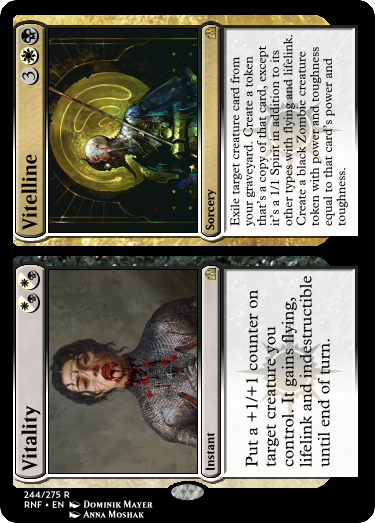 Vitality
Instant
Put a +1/+1 counter on
target creature you
control. It gains flying,
lifelink and indestructible
until end of turn.
Vitelline
3
Sorcery
Exile target creature card from
your graveyard. Create a token
that's a copy of that card, except
it's a 1/1 Spirit in addition to its
other types with flying and lifelink.
Create a black Zombie creature
token with power and toughness
equal to that card's power and
toughness.
244/275 R
RNF • EN Dominik Mayer
Anna Moshak